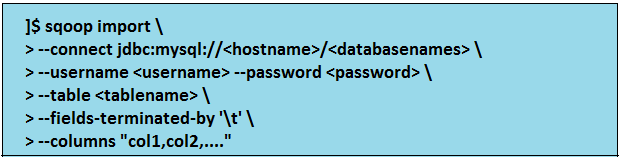 ]$ sqoop import \
> --connect jdbc:mysql://<hostname>/<databasenames> \
> --username <username> --password <password> \
> --table <tablename> \
> --fields-terminated-by '\t' \
> --columns "col1,col2,...."